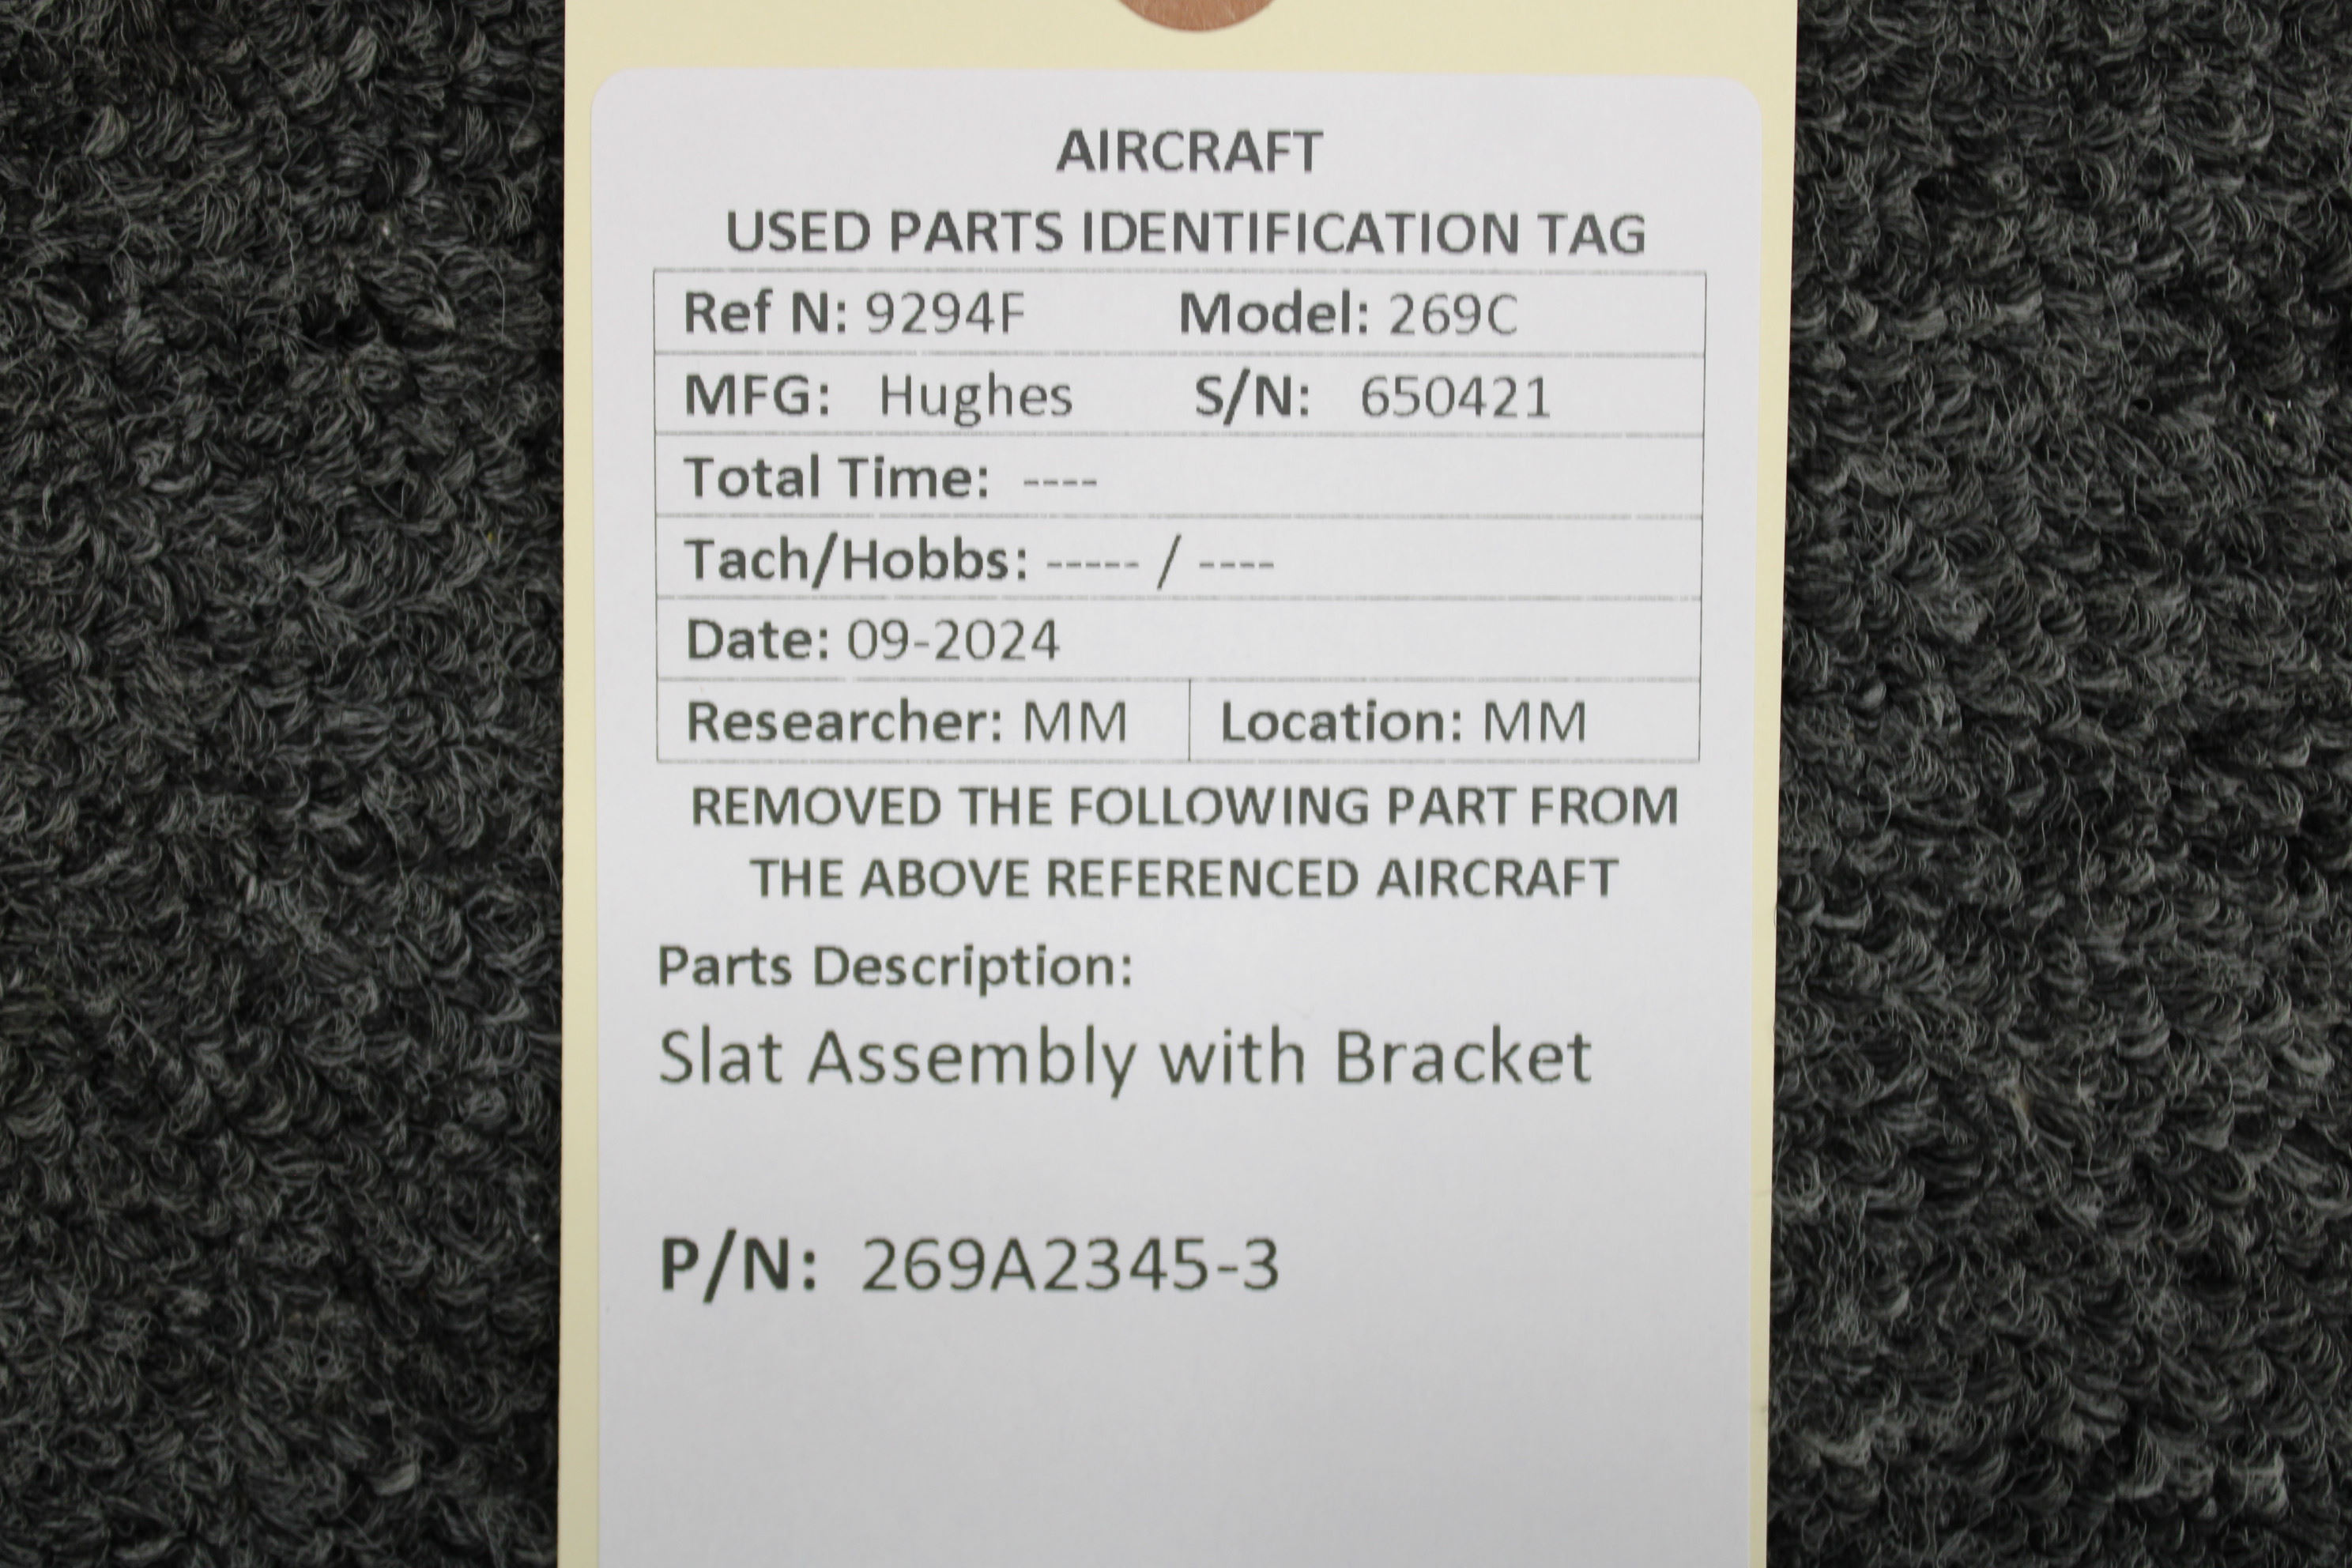 AIRCRAFT
USED PARTS IDENTIFICATION TAG
Ref N: 9294F Model: 269C
MFG: Hughes S/N: 650421
Total Time: ----
Tach/Hobbs: ----- / ----
Date: 09-2024
Researcher: MM Location: MM
REMOVED THE FOLLOWING PART FROM
THE ABOVE REFERENCED AIRCRAFT
Parts Description:
Slat Assembly with Bracket
P/N: 269A2345-3